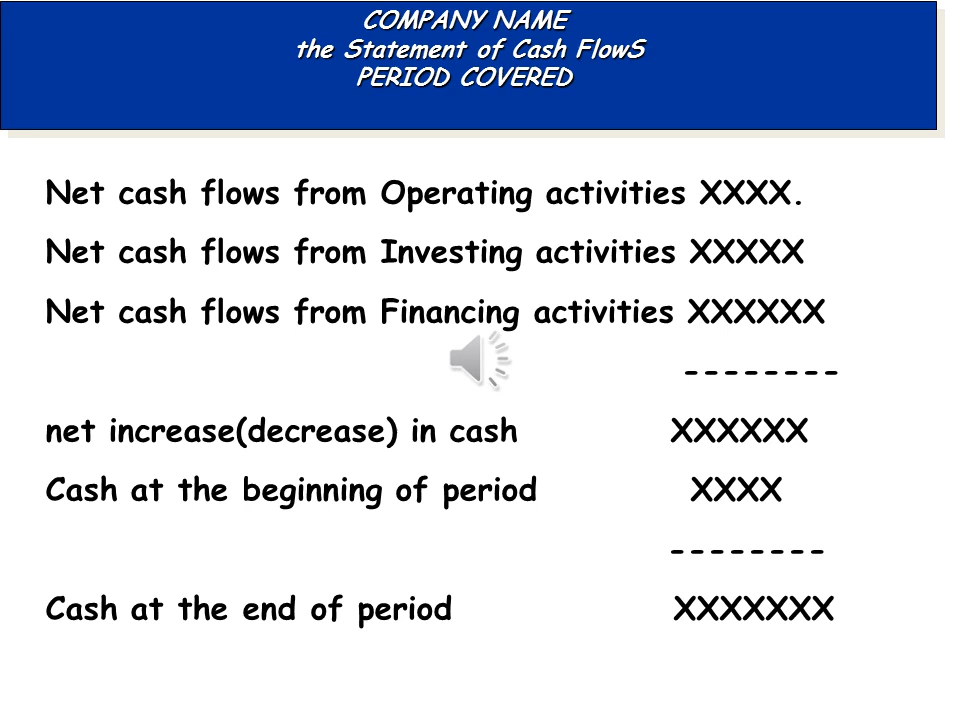 COMPANY NAME
the Statement of Cash FlowS
PERIOD COVERED
Net cash flows from Operating activities XXXX.
Net cash flows from Investing activities XXXXX
Net cash flows from Financing activities XXXXXX
--------
net increase(decrease) in cash XXXXXX
Cash at the beginning of period XXXX
--------
Cash at the end of period XXXXXXX